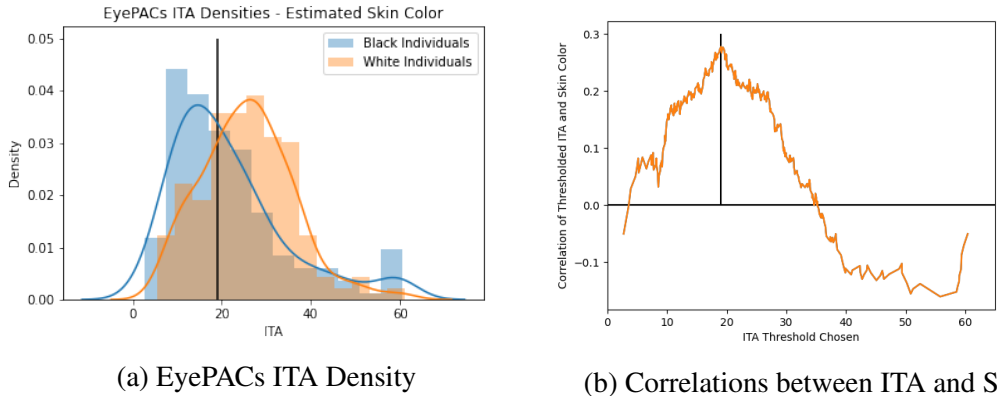 EyePACs ITA Densities - Estimated Skin Color
Black Individuals
White Individuals
0.05
0.04
0.03
0.02
0.01
0.00
Density
0
20
40
60
ITA
(a) EyePACs ITA Density
0.3
0.2
0.1
0.0
−0.1
Correlation of Thresholded ITA and Skin Color
0
10
20
30
40
50
60
ITA Threshold Chosen
(b) Correlations between ITA and S